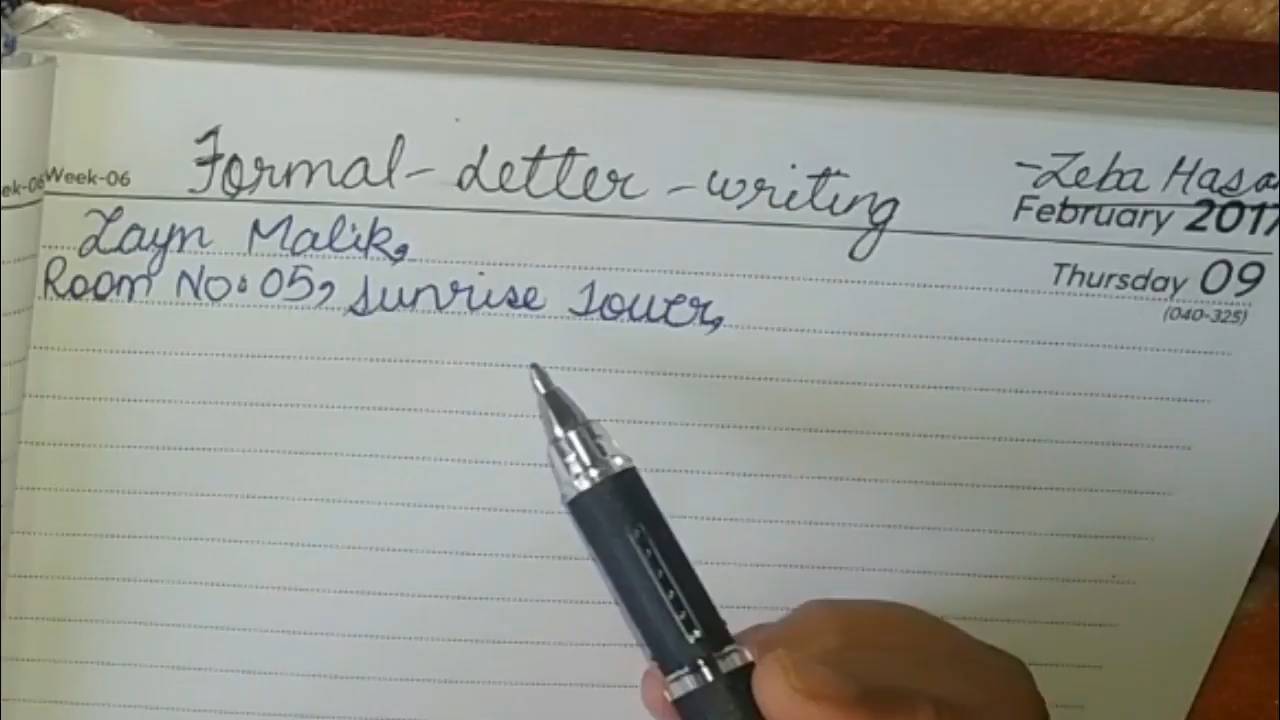 Week-06
Formal-Letter-writing
-Zeba Hasa
February 2017
Zayn Malik,
Thursday 09
Room No: 05, Sunrise Tower,
(040-325)